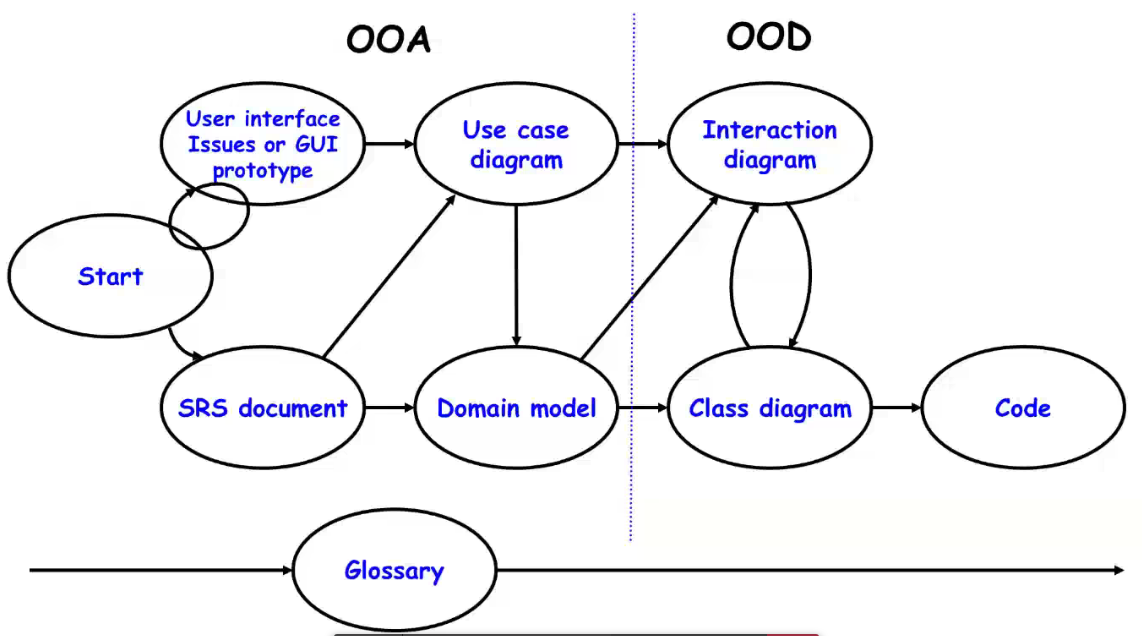 OOA
OOD
User interface
Issues or GUI
prototype
Use case
diagram
Interaction
diagram
Start
SRS document
Domain model
Class diagram
Code
Glossary